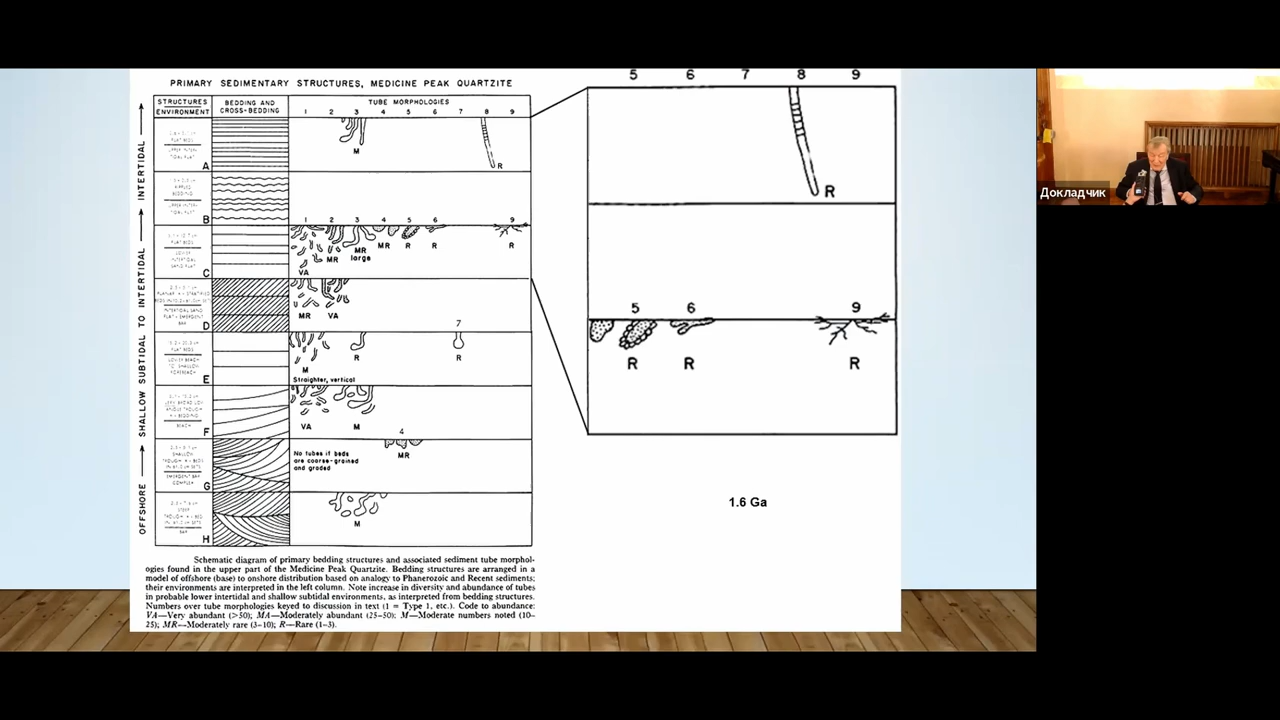 PRIMARY SEDIMENTARY STRUCTURES, MEDICINE PEAK QUARTZITE
STRUCTURES
ENVIRONMENT
BEDDING AND
CROSS-BEDDING
TUBE MORPHOLOGIES
1 2 3 4 5 6 7 8 9
OFFSHORE → SHALLOW SUBTIDAL TO INTERTIDAL → INTERTIDAL
A
M
R
B
1 2 3 4 5 6 9
MR
MR
large
MR
R
R
R
VA
C
D
MR VA
7
R
R
M
E
Straighter, vertical
F
VA M
4
No tubes if beds
are coarse-grained
and graded
MR
G
M
H
5 6 7 8 9
R
5 6 9
R R R
1.6 Ga
Schematic diagram of primary bedding structures and associated sediment tube morphol-
ogies found in the upper part of the Medicine Peak Quartzite. Bedding structures are arranged in a
model of offshore (base) to onshore distribution based on analogy to Phanerozoic and Recent sediments;
their environments are interpreted in the left column. Note increase in diversity and abundance of tubes
in probable lower intertidal and shallow subtidal environments, as interpreted from bedding structures.
Numbers over tube morphologies keyed to discussion in text (1 = Type 1, etc.). Code to abundance:
VA—Very abundant (>50); MA—Moderately abundant (25–50); M—Moderate numbers noted (10–
25); MR—Moderately rare (3–10); R—Rare (1–3).
Докладчик